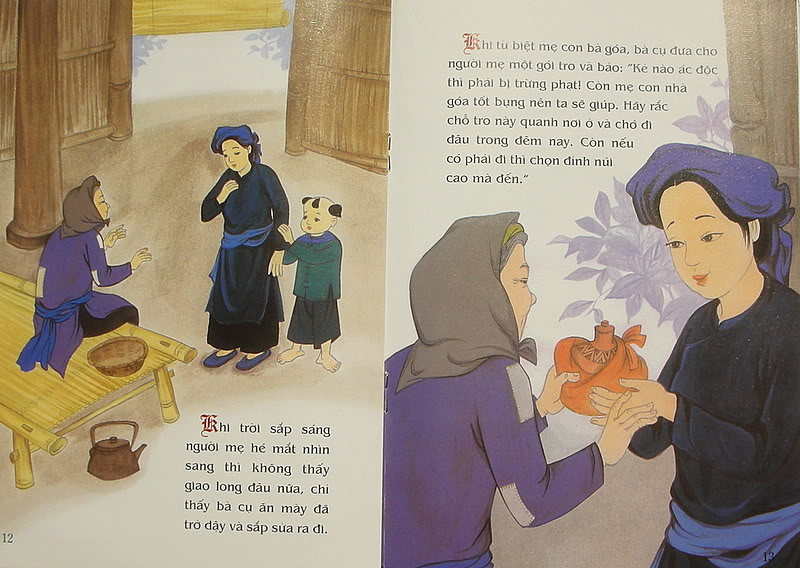 12
Khi trời sắp sáng
người mẹ hé mắt nhìn
sang thì không thấy
giao long đâu nữa, chỉ
thấy bà cụ ăn mày đã
trở dậy và sắp sửa ra đi.
Khi từ biệt mẹ con bà góa, bà cụ đưa cho
người mẹ một gói tro và bảo: "Kẻ nào ác độc
thì phải bị trừng phạt! Còn mẹ con nhà
góa tốt bụng nên ta sẽ giúp. Hãy rắc
chỗ tro này quanh nơi ở và chớ đi
đâu trong đêm nay. Còn nếu
có phải đi thì chọn đỉnh núi
cao mà đến."
13